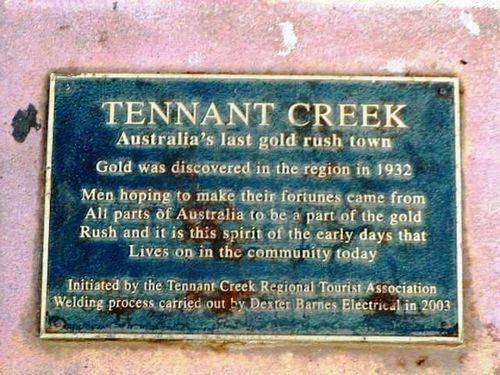 TENNANT CREEK
Australia's last gold rush town
Gold was discovered in the region in 1932
Men hoping to make their fortunes came from
All parts of Australia to be a part of the gold
Rush and it is this spirit of the early days that
Lives on in the community today
Initiated by the Tennant Creek Regional Tourist Association
Welding process carried out by Dexter Barnes Electrical in 2003